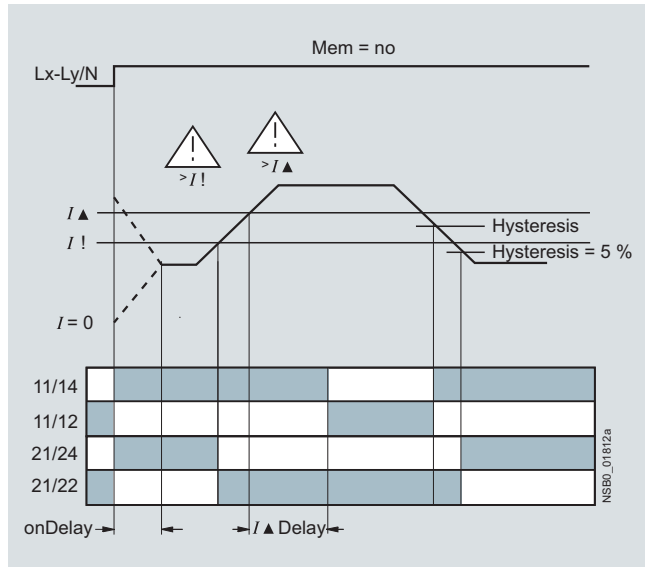 Mem = no
Lx-Ly/N
>I !
>I ▲
I ▲
Hysteresis
I !
Hysteresis = 5 %
I = 0
11/14
11/12
21/24
21/22
NSB0_01812a
onDelay
I ▲ Delay